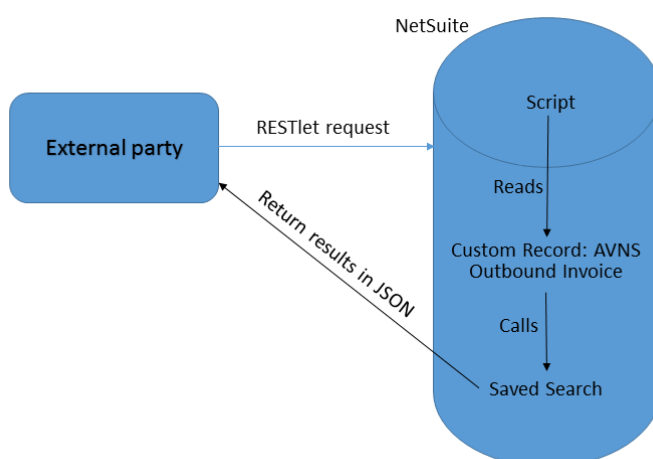 NetSuite
Script
RESTlet request
External party
Reads
Return results in JSON
Custom Record: AVNS
Outbound Invoice
Calls
Saved Search